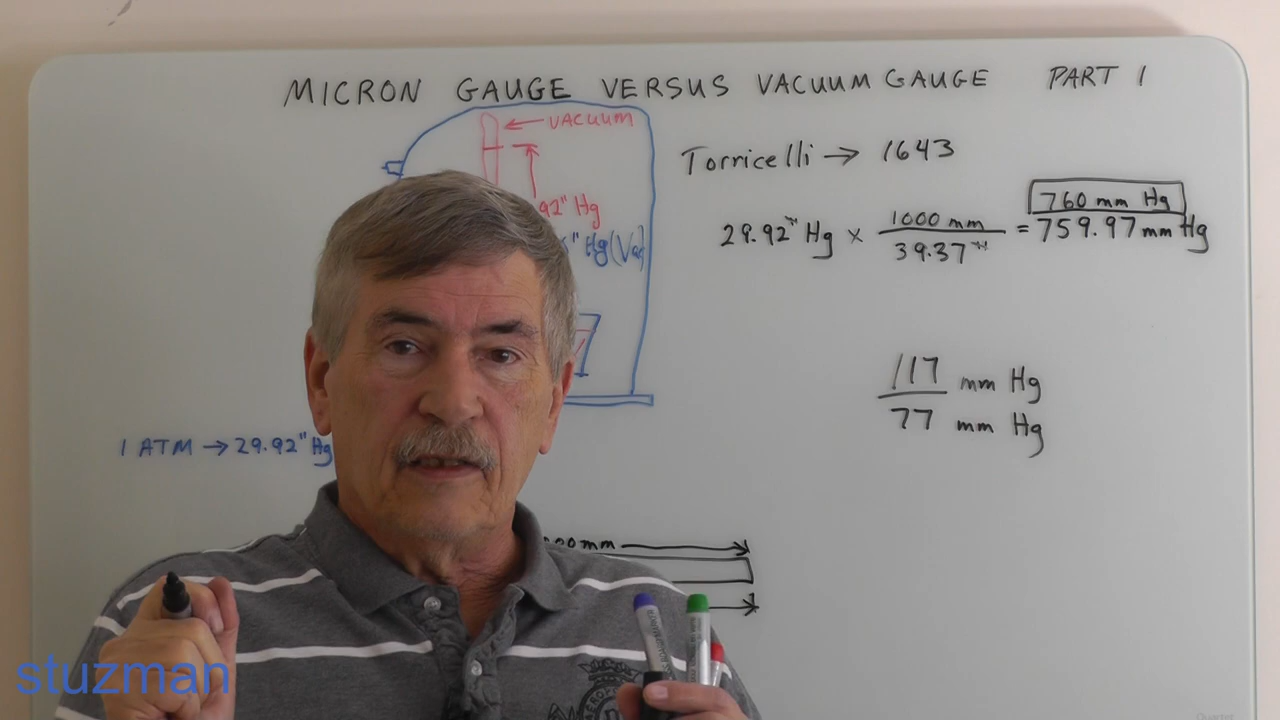 MICRON GAUGE VERSUS VACUUM GAUGE PART 1
VACUUM
92" Hg
" Hg (Vac)
Torricelli → 1643
760 mm Hg
29.92" Hg × 1000 mm / 39.37" = 759.97 mm Hg
117 mm Hg
77 mm Hg
1 ATM → 29.92" Hg
00 mm
stuzman